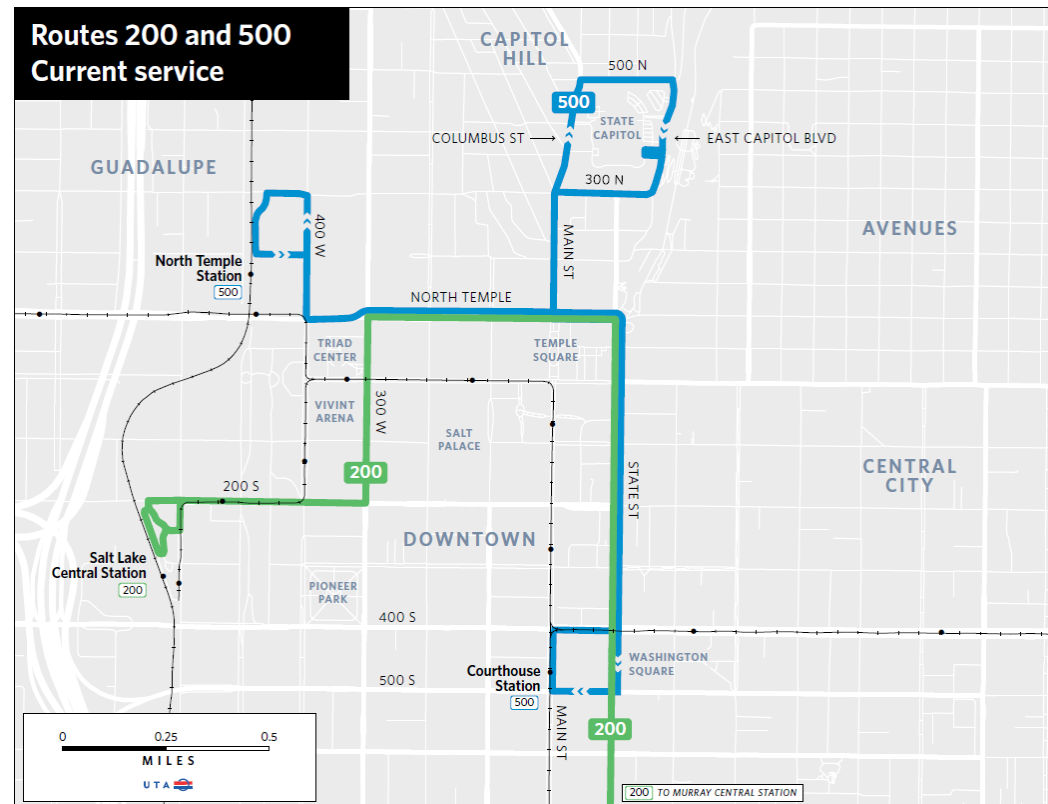 Routes 200 and 500
Current service
CAPITOL
HILL
500 N
500
STATE
CAPITOL
COLUMBUS ST
EAST CAPITOL BLVD
GUADALUPE
300 N
400 W
MAIN ST
AVENUES
North Temple
Station
500
NORTH TEMPLE
TRIAD
CENTER
TEMPLE
SQUARE
VIVINT
ARENA
300 W
SALT
PALACE
200
STATE ST
CENTRAL
CITY
200 S
DOWNTOWN
Salt Lake
Central Station
200
PIONEER
PARK
400 S
WASHINGTON
SQUARE
Courthouse
Station
500
500 S
MAIN ST
200
0 0.25 0.5
MILES
UTA
200 TO MURRAY CENTRAL STATION